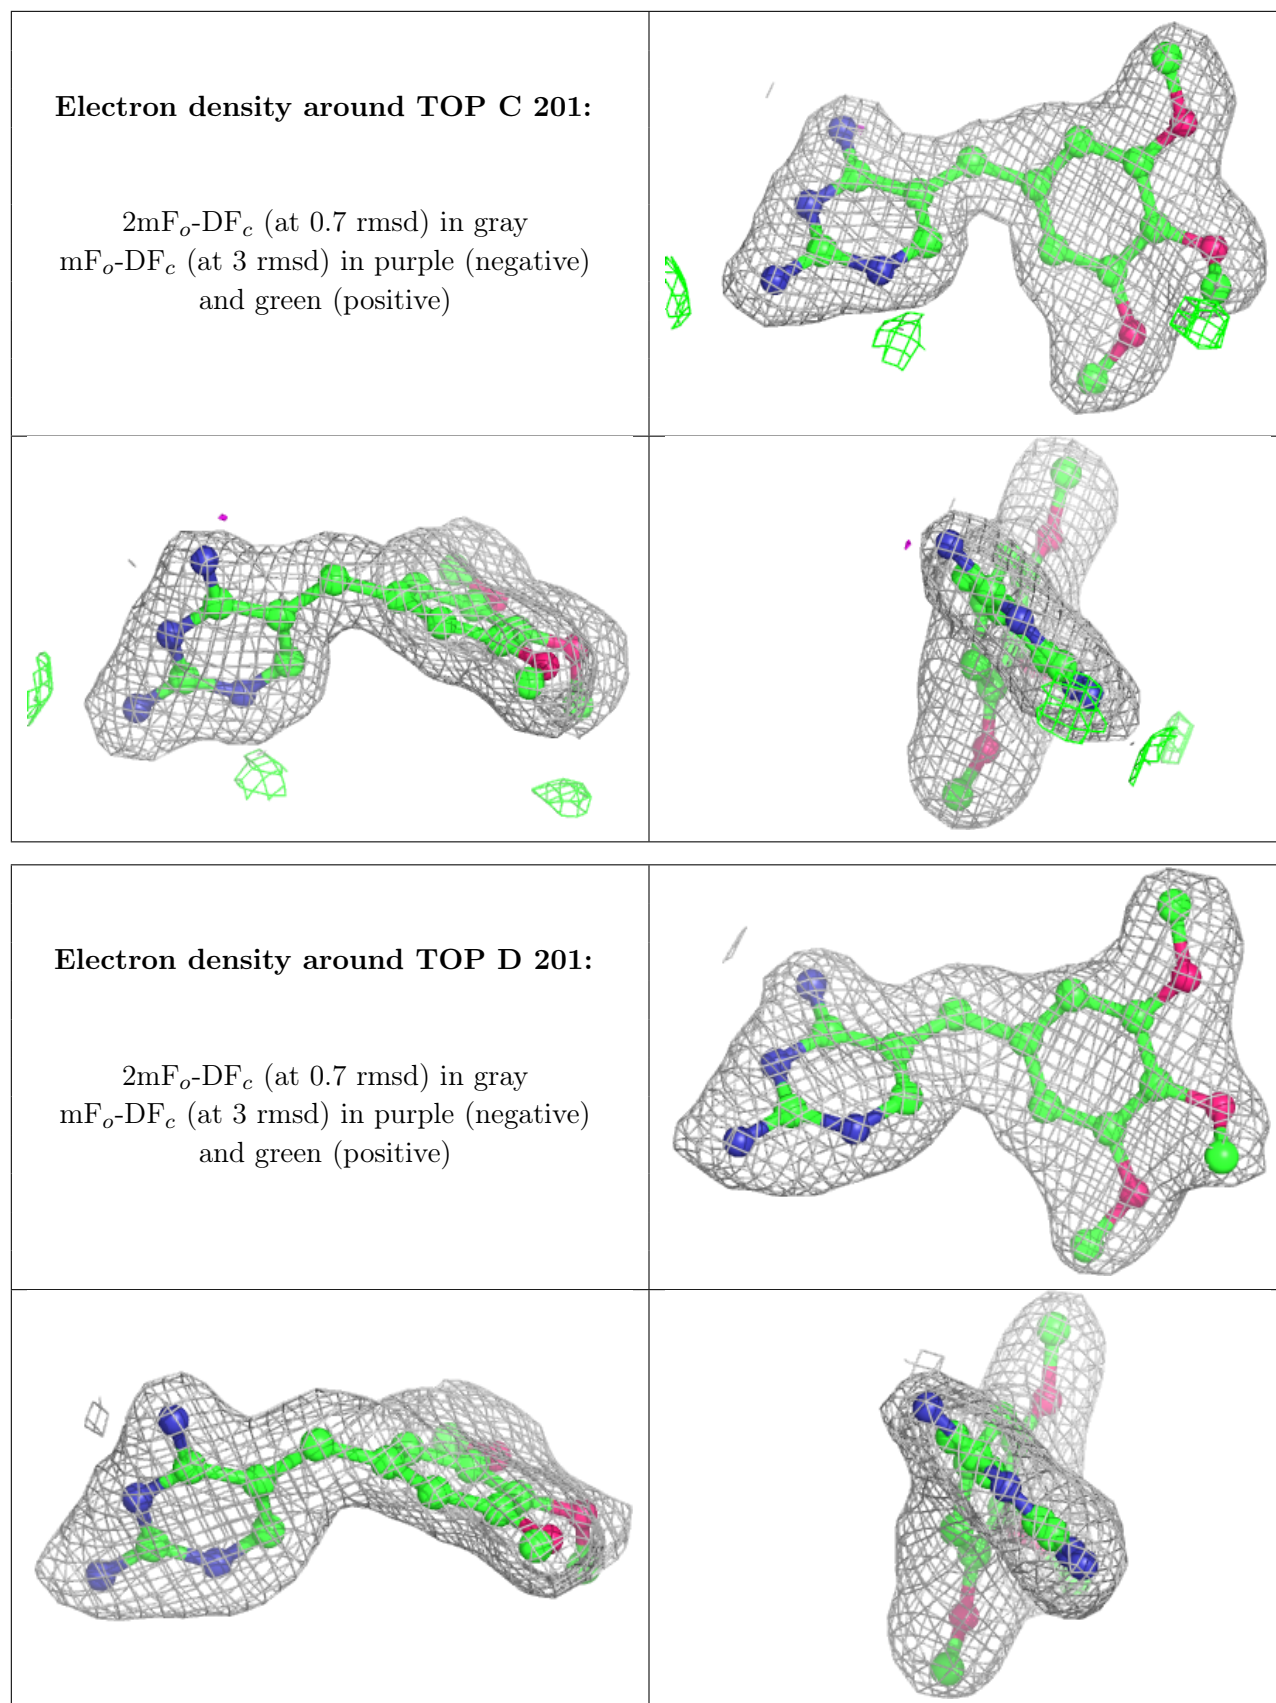 Electron density around TOP C 201:
2mFo-DFc (at 0.7 rmsd) in gray
mFo-DFc (at 3 rmsd) in purple (negative)
and green (positive)
Electron density around TOP D 201:
2mFo-DFc (at 0.7 rmsd) in gray
mFo-DFc (at 3 rmsd) in purple (negative)
and green (positive)